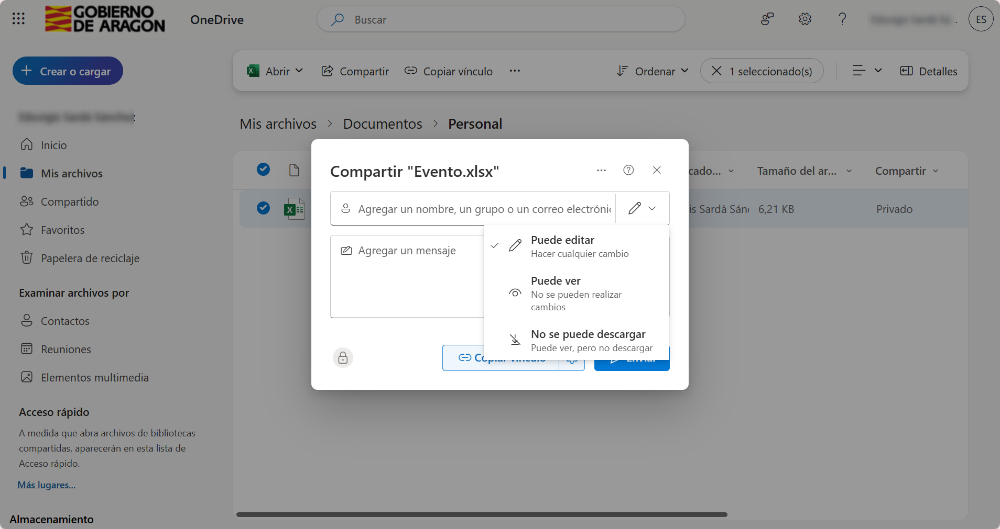 GOBIERNO
DE ARAGON
OneDrive
Buscar
ES
Crear o cargar
Abrir
Compartir
Copiar vínculo
Ordenar
1 seleccionado(s)
Detalles
Inicio
Mis archivos
Compartido
Favoritos
Papelera de reciclaje
Examinar archivos por
Contactos
Reuniones
Elementos multimedia
Acceso rápido
A medida que abra archivos de bibliotecas
compartidas, aparecerán en esta lista de
Acceso rápido.
Más lugares...
Almacenamiento
Mis archivos > Documentos > Personal
cado...
Tamaño del ar...
Compartir
is Sardà Sán
6,21 KB
Privado
Compartir "Evento.xlsx"
Agregar un nombre, un grupo o un correo electróni
Agregar un mensaje
Puede editar
Hacer cualquier cambio
Puede ver
No se pueden realizar
cambios
No se puede descargar
Puede ver, pero no descargar
Copiar vínculo
Enviar